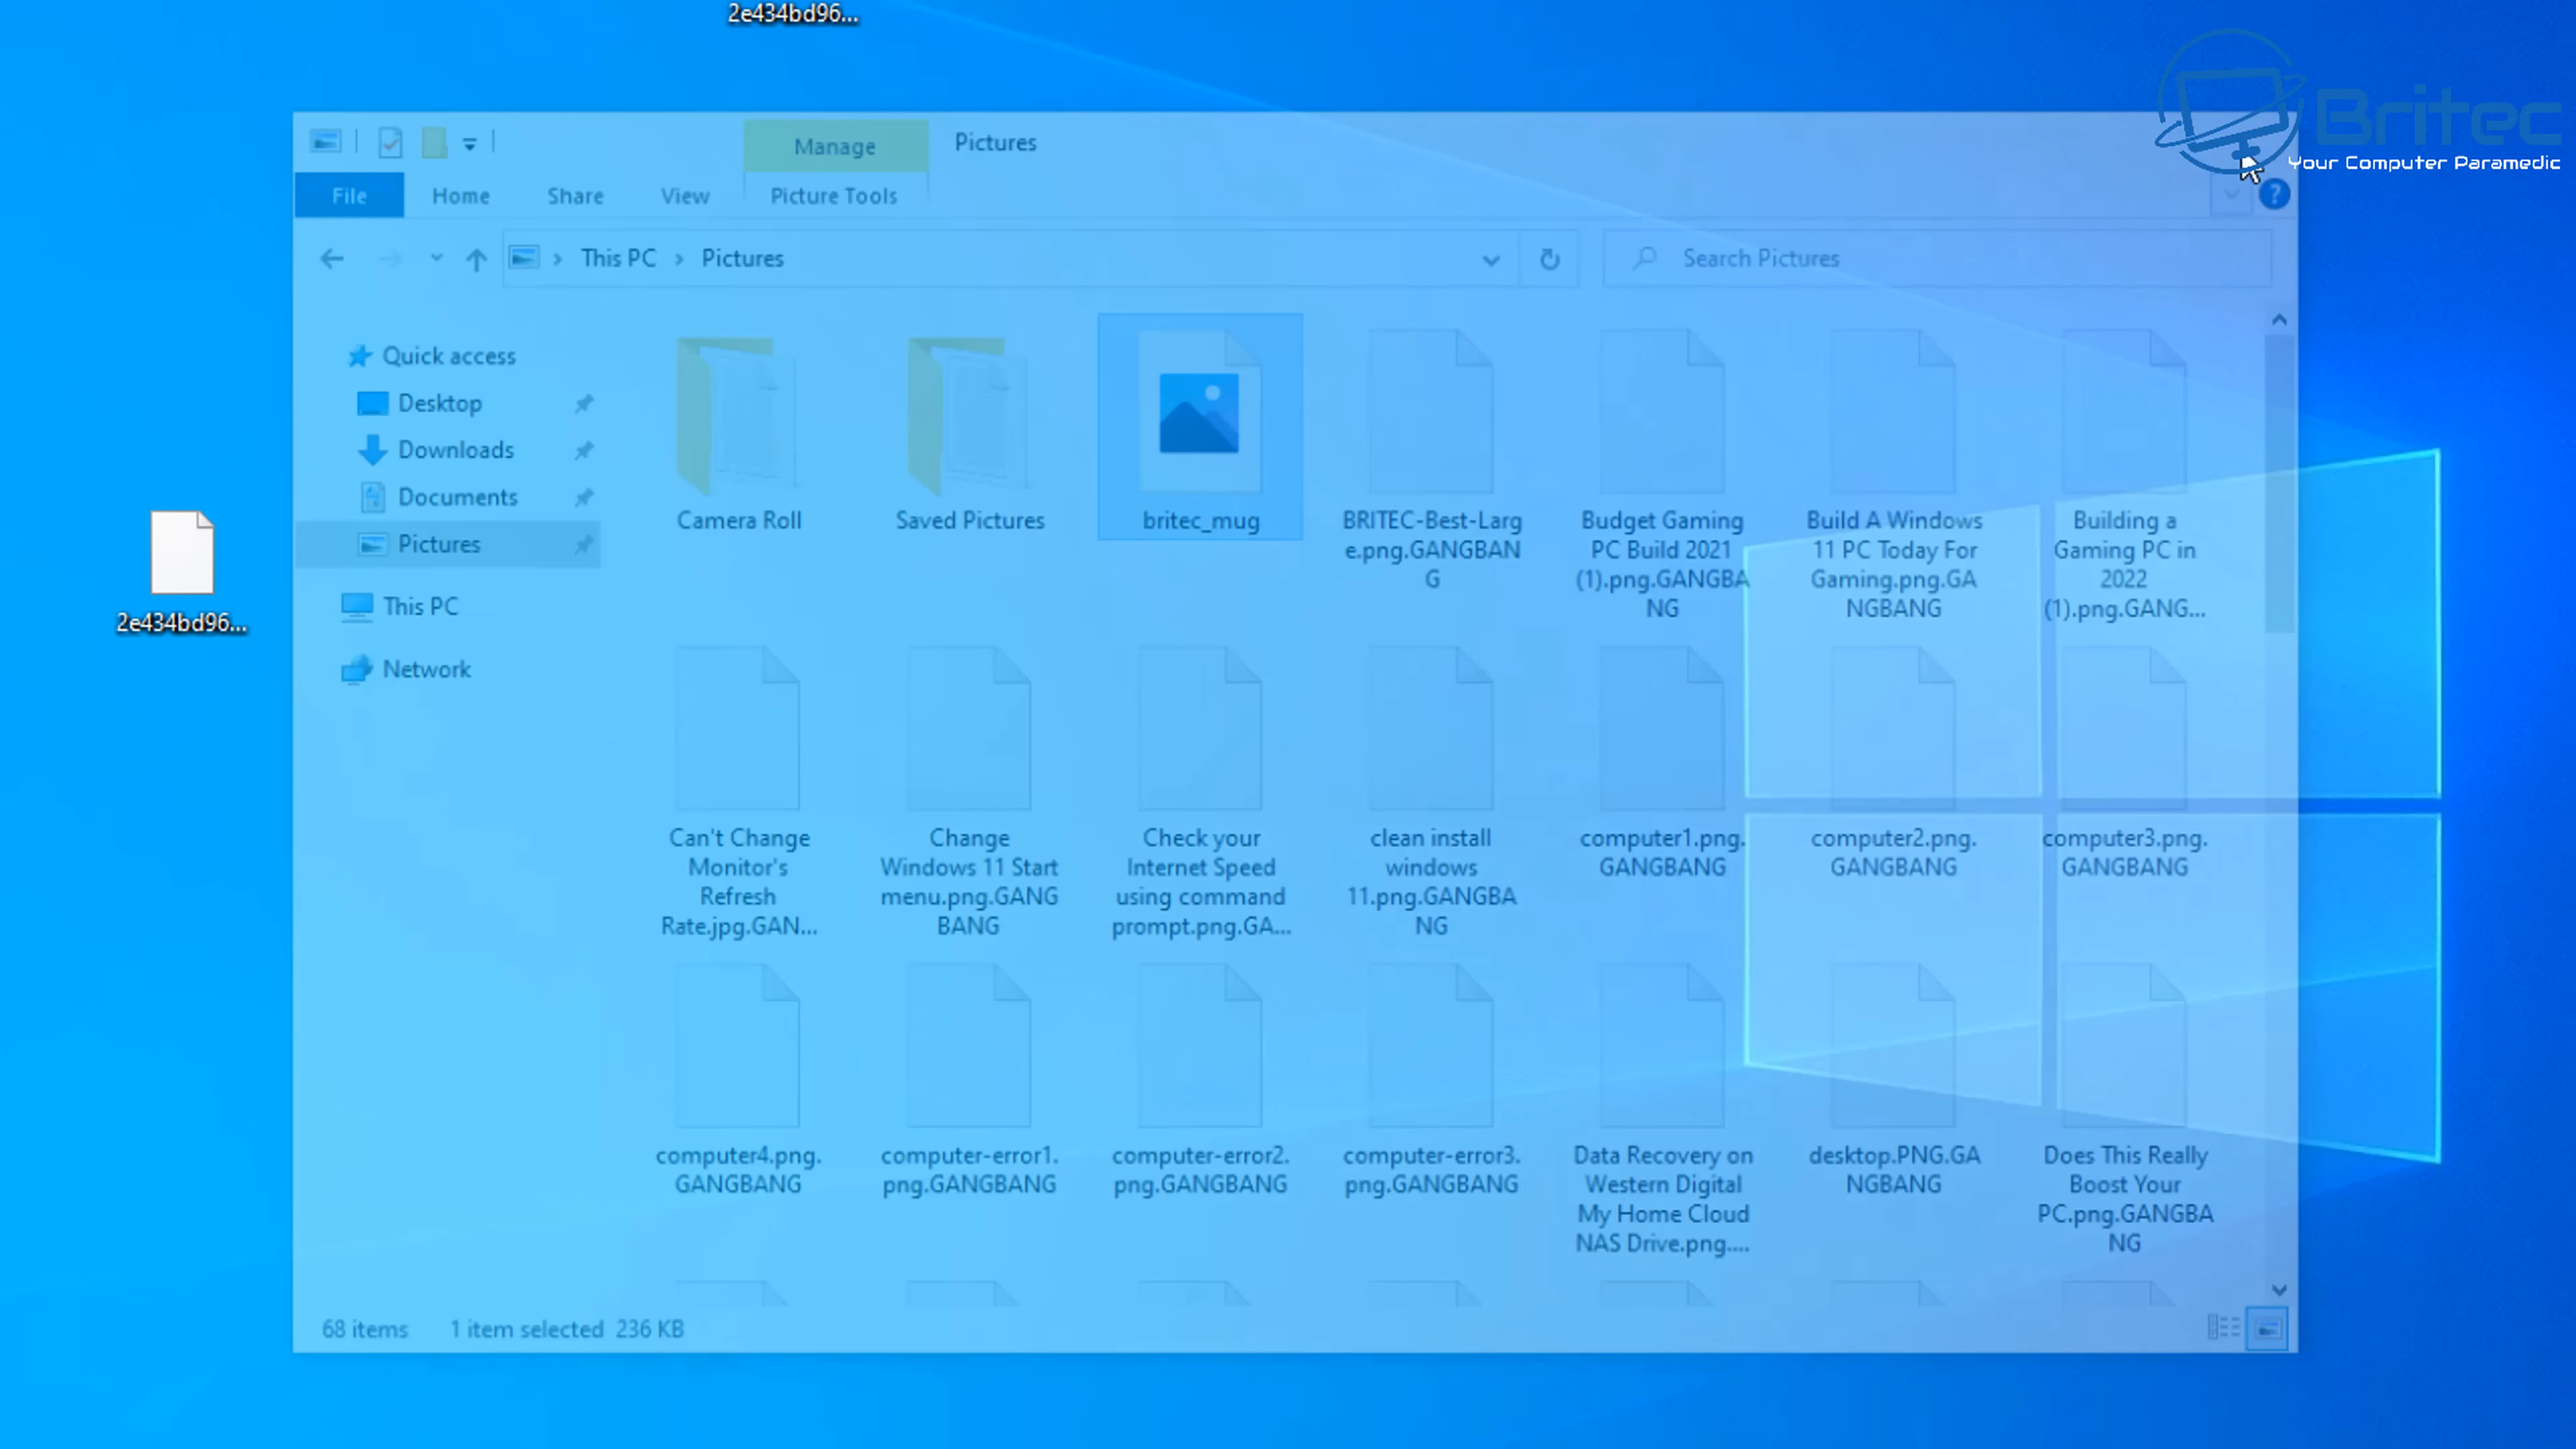 2e434bd96...
Britec
Your Computer Paramedic
Manage
Pictures
File
Home
Share
View
Picture Tools
?
This PC
Pictures
Search Pictures
Quick access
Desktop
Downloads
Documents
Pictures
This PC
Network
2e434bd96...
Camera Roll
Saved Pictures
britec_mug
BRITEC-Best-Larg
e.png.GANGBAN
G
Budget Gaming
PC Build 2021
(1).png.GANGBA
NG
Build A Windows
11 PC Today For
Gaming.png.GA
NGBANG
Building a
Gaming PC in
2022
(1).png.GANG...
Can't Change
Monitor's
Refresh
Rate.jpg.GAN...
Change
Windows 11 Start
menu.png.GANG
BANG
Check your
Internet Speed
using command
prompt.png.GA...
clean install
windows
11.png.GANGBA
NG
computer1.png.
GANGBANG
computer2.png.
GANGBANG
computer3.png.
GANGBANG
computer4.png.
GANGBANG
computer-error1.
png.GANGBANG
computer-error2.
png.GANGBANG
computer-error3.
png.GANGBANG
Data Recovery on
Western Digital
My Home Cloud
NAS Drive.png....
desktop.PNG.GA
NGBANG
Does This Really
Boost Your
PC.png.GANGBA
NG
68 items
1 item selected 236 KB